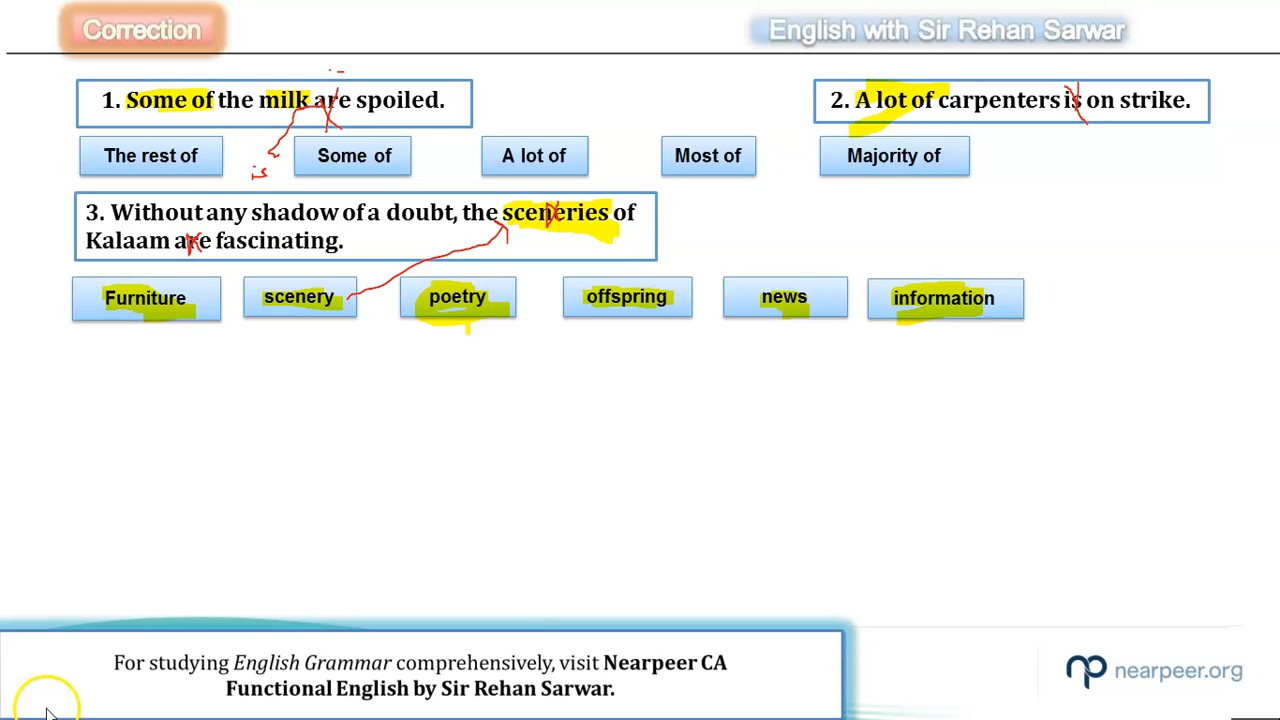 Correction
English with Sir Rehan Sarwar
1. Some of the milk are spoiled.
2. A lot of carpenters is on strike.
is
The rest of
Some of
A lot of
Most of
Majority of
3. Without any shadow of a doubt, the sceneries of
Kalaam are fascinating.
Furniture
scenery
poetry
offspring
news
information
For studying English Grammar comprehensively, visit Nearpeer CA
Functional English by Sir Rehan Sarwar.
nearpeer.org